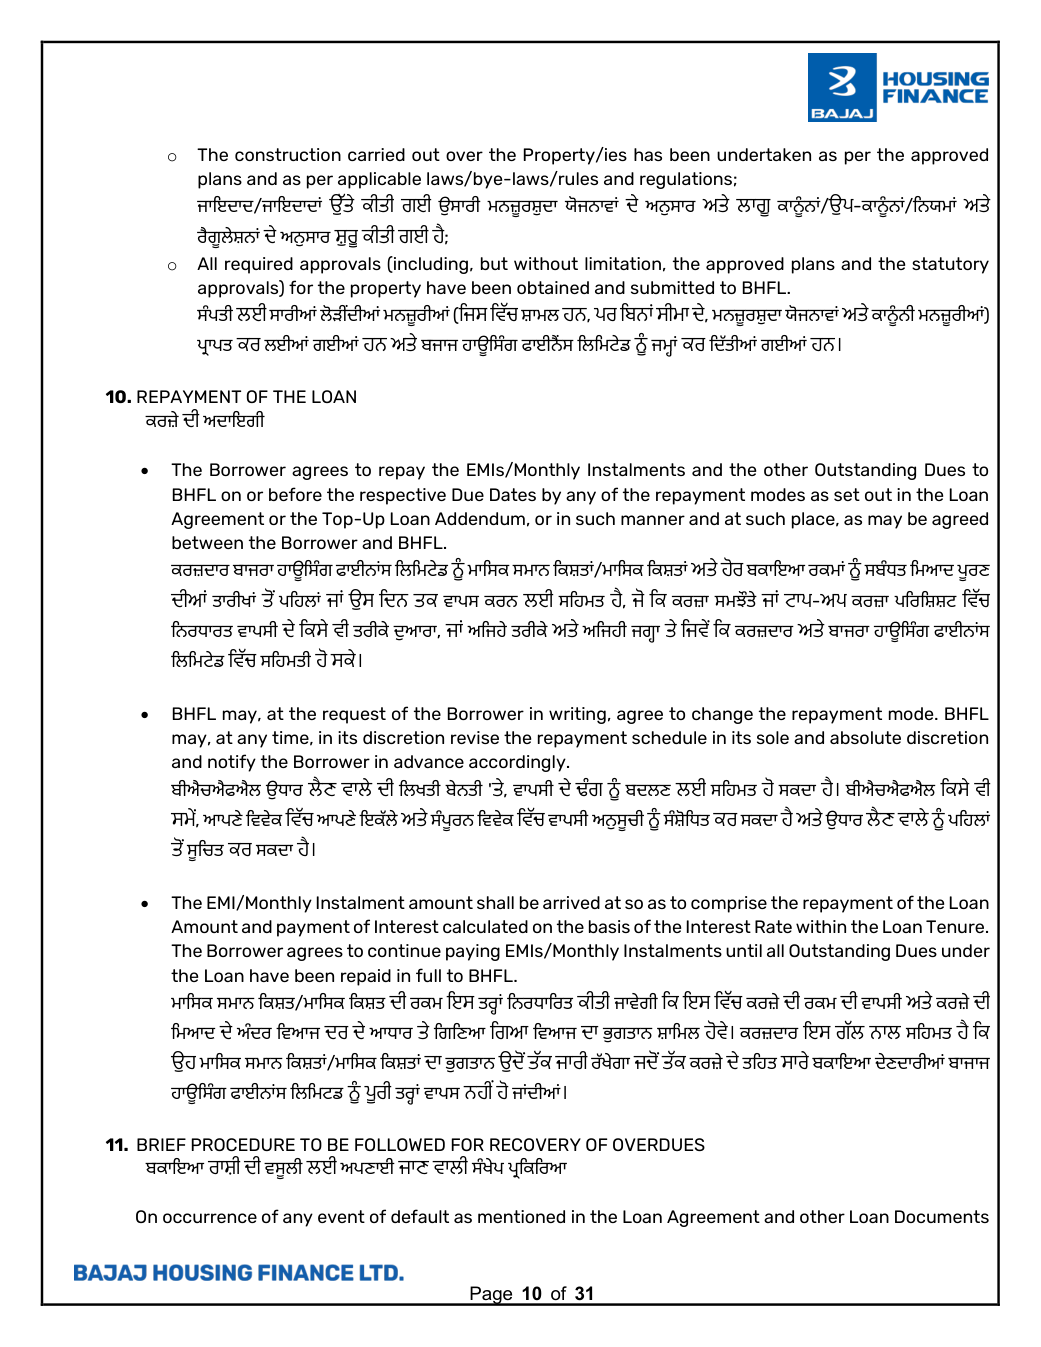 BAJAJ
HOUSING
FINANCE
o The construction carried out over the Property/ies has been undertaken as per the approved
plans and as per applicable laws/bye-laws/rules and regulations;
ਜਾਇਦਾਦ/ਜਾਇਦਾਦਾਂ ਉੱਤੇ ਕੀਤੀ ਗਈ ਉਸਾਰੀ ਮਨਜ਼ੂਰਸ਼ੁਦਾ ਯੋਜਨਾਵਾਂ ਦੇ ਅਨੁਸਾਰ ਅਤੇ ਲਾਗੂ ਕਾਨੂੰਨਾਂ/ਉਪ-ਕਾਨੂੰਨਾਂ/ਨਿਯਮਾਂ ਅਤੇ
ਰੈਗੂਲੇਸ਼ਨਾਂ ਦੇ ਅਨੁਸਾਰ ਸ਼ੁਰੂ ਕੀਤੀ ਗਈ ਹੈ;
o All required approvals (including, but without limitation, the approved plans and the statutory
approvals) for the property have been obtained and submitted to BHFL.
ਸੰਪਤੀ ਲਈ ਸਾਰੀਆਂ ਲੋੜੀਂਦੀਆਂ ਮਨਜ਼ੂਰੀਆਂ (ਜਿਸ ਵਿੱਚ ਸ਼ਾਮਲ ਹਨ, ਪਰ ਬਿਨਾਂ ਸੀਮਾ ਦੇ, ਮਨਜ਼ੂਰਸ਼ੁਦਾ ਯੋਜਨਾਵਾਂ ਅਤੇ ਕਾਨੂੰਨੀ ਮਨਜ਼ੂਰੀਆਂ)
ਪ੍ਰਾਪਤ ਕਰ ਲਈਆਂ ਗਈਆਂ ਹਨ ਅਤੇ ਬਜਾਜ ਹਾਊਸਿੰਗ ਫਾਈਨੈਂਸ ਲਿਮਿਟੇਡ ਨੂੰ ਜਮ੍ਹਾਂ ਕਰ ਦਿੱਤੀਆਂ ਗਈਆਂ ਹਨ।
10. REPAYMENT OF THE LOAN
ਕਰਜ਼ੇ ਦੀ ਅਦਾਇਗੀ
• The Borrower agrees to repay the EMIs/Monthly Instalments and the other Outstanding Dues to
BHFL on or before the respective Due Dates by any of the repayment modes as set out in the Loan
Agreement or the Top-Up Loan Addendum, or in such manner and at such place, as may be agreed
between the Borrower and BHFL.
ਕਰਜ਼ਦਾਰ ਬਾਜਰਾ ਹਾਊਸਿੰਗ ਫਾਈਨਾਂਸ ਲਿਮਿਟੇਡ ਨੂੰ ਮਾਸਿਕ ਸਮਾਨ ਕਿਸ਼ਤਾਂ/ਮਾਸਿਕ ਕਿਸ਼ਤਾਂ ਅਤੇ ਹੋਰ ਬਕਾਇਆ ਰਕਮਾਂ ਨੂੰ ਸਬੰਧਤ ਮਿਆਦ ਪੂਰਣ
ਦੀਆਂ ਤਾਰੀਖਾਂ ਤੋਂ ਪਹਿਲਾਂ ਜਾਂ ਉਸ ਦਿਨ ਤਕ ਵਾਪਸ ਕਰਨ ਲਈ ਸਹਿਮਤ ਹੈ, ਜੋ ਕਿ ਕਰਜ਼ਾ ਸਮਝੌਤੇ ਜਾਂ ਟਾਪ-ਅਪ ਕਰਜ਼ਾ ਪਰਿਸ਼ਿਸ਼ਟ ਵਿੱਚ
ਨਿਰਧਾਰਤ ਵਾਪਸੀ ਦੇ ਕਿਸੇ ਵੀ ਤਰੀਕੇ ਦੁਆਰਾ, ਜਾਂ ਅਜਿਹੇ ਤਰੀਕੇ ਅਤੇ ਅਜਿਹੀ ਜਗ੍ਹਾ ਤੇ ਜਿਵੇਂ ਕਿ ਕਰਜ਼ਦਾਰ ਅਤੇ ਬਾਜਰਾ ਹਾਊਸਿੰਗ ਫਾਈਨਾਂਸ
ਲਿਮਿਟੇਡ ਵਿੱਚ ਸਹਿਮਤੀ ਹੋ ਸਕੇ।
• BHFL may, at the request of the Borrower in writing, agree to change the repayment mode. BHFL
may, at any time, in its discretion revise the repayment schedule in its sole and absolute discretion
and notify the Borrower in advance accordingly.
ਬੀਐਚਐਫਐਲ ਉਧਾਰ ਲੈਣ ਵਾਲੇ ਦੀ ਲਿਖਤੀ ਬੇਨਤੀ 'ਤੇ, ਵਾਪਸੀ ਦੇ ਢੰਗ ਨੂੰ ਬਦਲਣ ਲਈ ਸਹਿਮਤ ਹੋ ਸਕਦਾ ਹੈ। ਬੀਐਚਐਫਐਲ ਕਿਸੇ ਵੀ
ਸਮੇਂ, ਆਪਣੇ ਵਿਵੇਕ ਵਿੱਚ ਆਪਣੇ ਇਕੱਲੇ ਅਤੇ ਸੰਪੂਰਨ ਵਿਵੇਕ ਵਿੱਚ ਵਾਪਸੀ ਅਨੁਸੂਚੀ ਨੂੰ ਸੰਸ਼ੋਧਿਤ ਕਰ ਸਕਦਾ ਹੈ ਅਤੇ ਉਧਾਰ ਲੈਣ ਵਾਲੇ ਨੂੰ ਪਹਿਲਾਂ
ਤੋਂ ਸੂਚਿਤ ਕਰ ਸਕਦਾ ਹੈ।
• The EMI/Monthly Instalment amount shall be arrived at so as to comprise the repayment of the Loan
Amount and payment of Interest calculated on the basis of the Interest Rate within the Loan Tenure.
The Borrower agrees to continue paying EMIs/Monthly Instalments until all Outstanding Dues under
the Loan have been repaid in full to BHFL.
ਮਾਸਿਕ ਸਮਾਨ ਕਿਸ਼ਤ/ਮਾਸਿਕ ਕਿਸ਼ਤ ਦੀ ਰਕਮ ਇਸ ਤਰ੍ਹਾਂ ਨਿਰਧਾਰਿਤ ਕੀਤੀ ਜਾਵੇਗੀ ਕਿ ਇਸ ਵਿੱਚ ਕਰਜ਼ੇ ਦੀ ਰਕਮ ਦੀ ਵਾਪਸੀ ਅਤੇ ਕਰਜ਼ੇ ਦੀ
ਮਿਆਦ ਦੇ ਅੰਦਰ ਵਿਆਜ ਦਰ ਦੇ ਆਧਾਰ ਤੇ ਗਿਣਿਆ ਗਿਆ ਵਿਆਜ ਦਾ ਭੁਗਤਾਨ ਸ਼ਾਮਿਲ ਹੋਵੇ। ਕਰਜ਼ਦਾਰ ਇਸ ਗੱਲ ਨਾਲ ਸਹਿਮਤ ਹੈ ਕਿ
ਉਹ ਮਾਸਿਕ ਸਮਾਨ ਕਿਸ਼ਤਾਂ/ਮਾਸਿਕ ਕਿਸ਼ਤਾਂ ਦਾ ਭੁਗਤਾਨ ਉਦੋਂ ਤੱਕ ਜਾਰੀ ਰੱਖੇਗਾ ਜਦੋਂ ਤੱਕ ਕਰਜ਼ੇ ਦੇ ਤਹਿਤ ਸਾਰੇ ਬਕਾਇਆ ਦੇਣਦਾਰੀਆਂ ਬਾਜਾਜ
ਹਾਊਸਿੰਗ ਫਾਈਨਾਂਸ ਲਿਮਿਟਡ ਨੂੰ ਪੂਰੀ ਤਰ੍ਹਾਂ ਵਾਪਸ ਨਹੀਂ ਹੋ ਜਾਂਦੀਆਂ।
11. BRIEF PROCEDURE TO BE FOLLOWED FOR RECOVERY OF OVERDUES
ਬਕਾਇਆ ਰਾਸ਼ੀ ਦੀ ਵਸੂਲੀ ਲਈ ਅਪਣਾਈ ਜਾਣ ਵਾਲੀ ਸੰਖੇਪ ਪ੍ਰਕਿਰਿਆ
On occurrence of any event of default as mentioned in the Loan Agreement and other Loan Documents
BAJAJ HOUSING FINANCE LTD.
Page 10 of 31